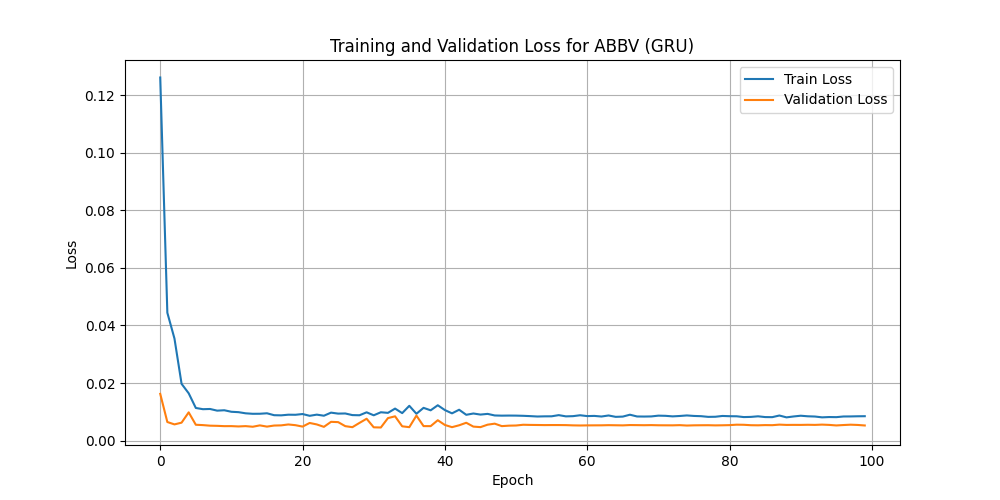 Training and Validation Loss for ABBV (GRU)
Train Loss
Validation Loss
0.12
0.10
0.08
0.06
0.04
0.02
0.00
Loss
0
20
40
60
80
100
Epoch